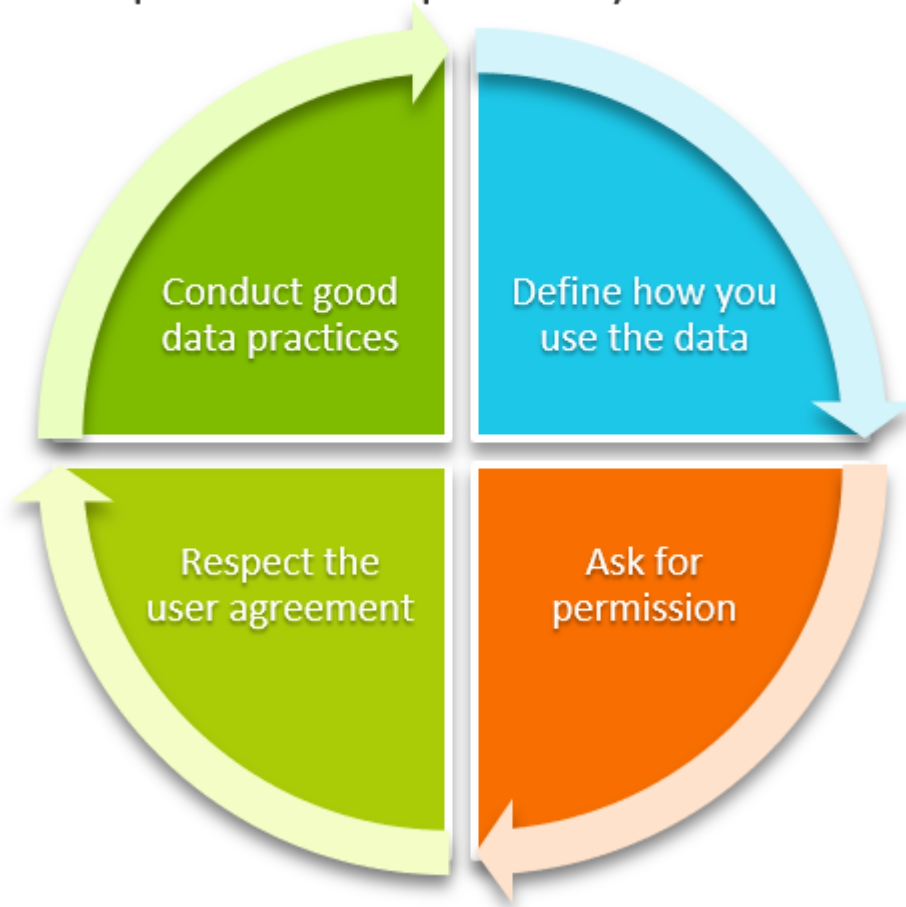 Conduct good
data practices
Define how you
use the data
Respect the
user agreement
Ask for
permission